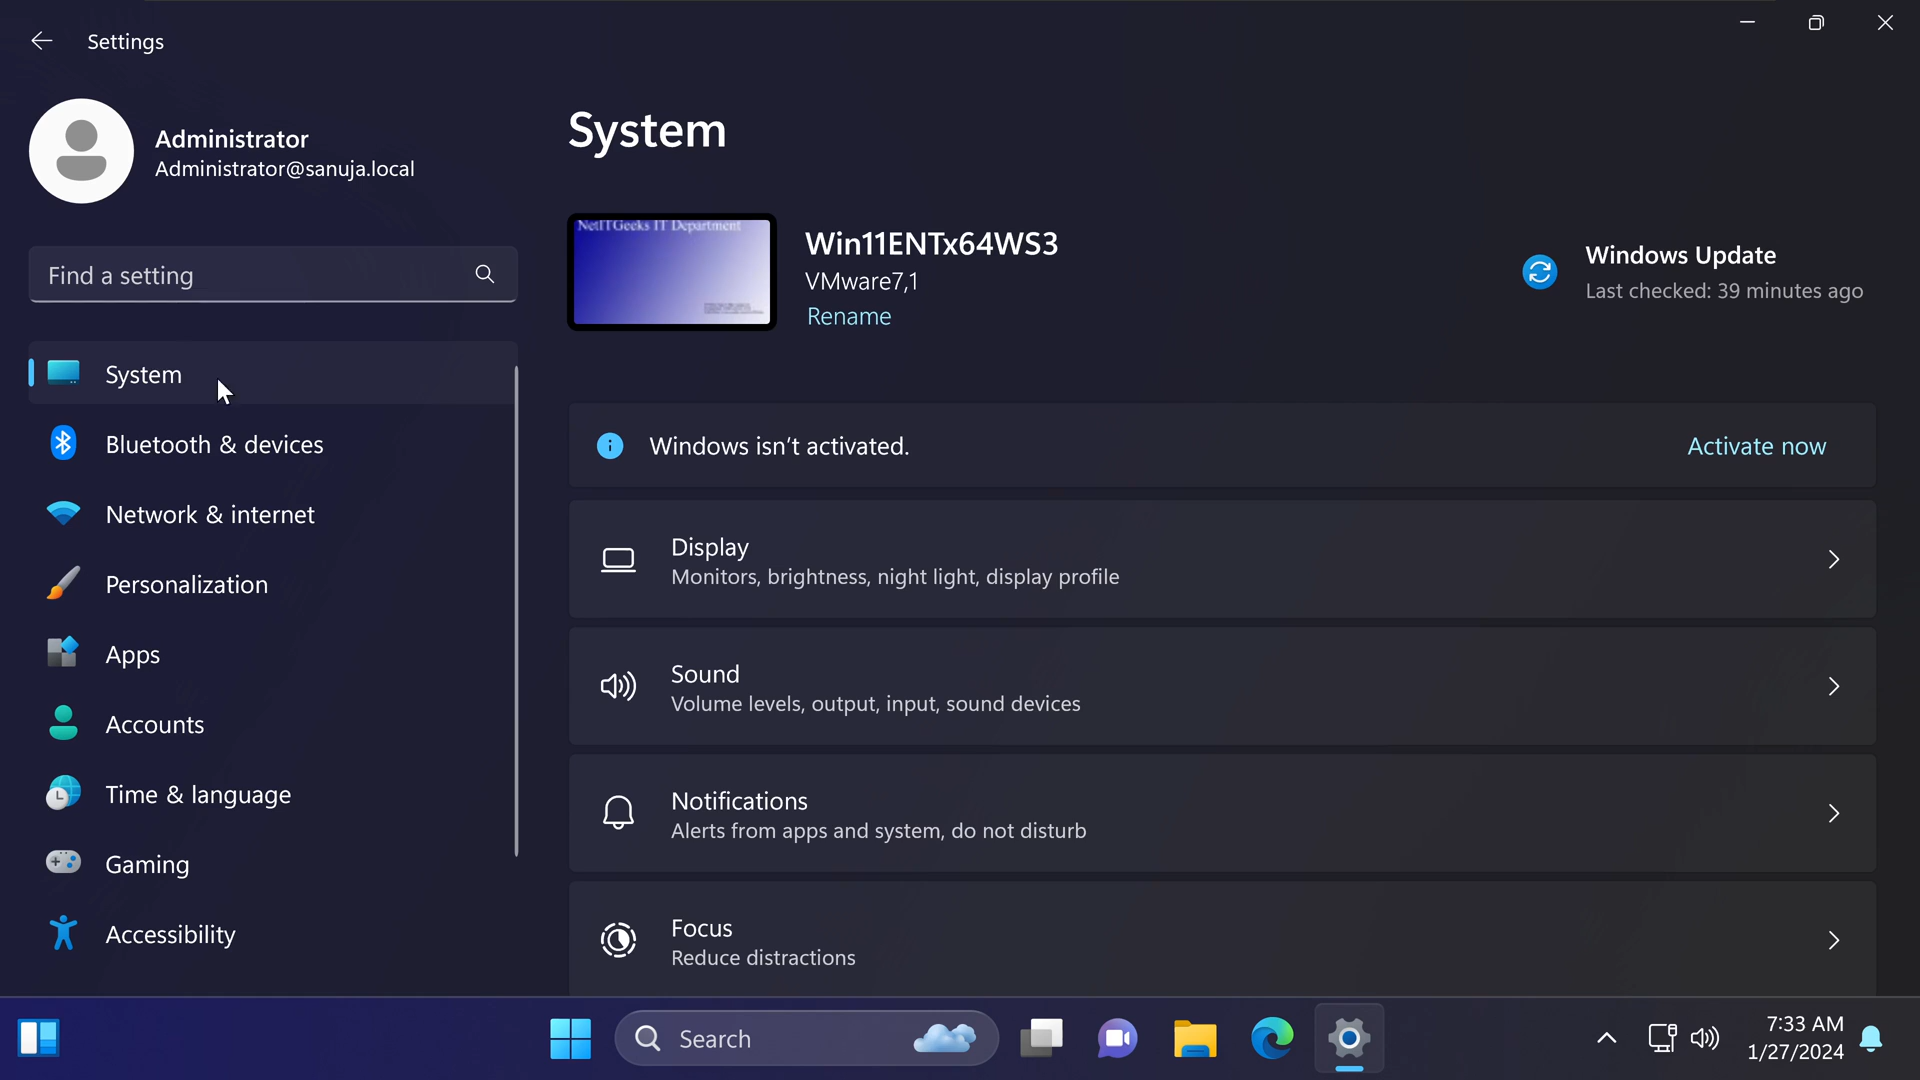 Settings
Administrator
Administrator@sanuja.local
Find a setting
System
Bluetooth & devices
Network & internet
Personalization
Apps
Accounts
Time & language
Gaming
Accessibility
System
NetITGeeks IT Department
Win11ENTx64WS3
VMware7,1
Rename
Windows Update
Last checked: 39 minutes ago
Windows isn't activated.
Activate now
Display
Monitors, brightness, night light, display profile
Sound
Volume levels, output, input, sound devices
Notifications
Alerts from apps and system, do not disturb
Focus
Reduce distractions
Search
7:33 AM
1/27/2024